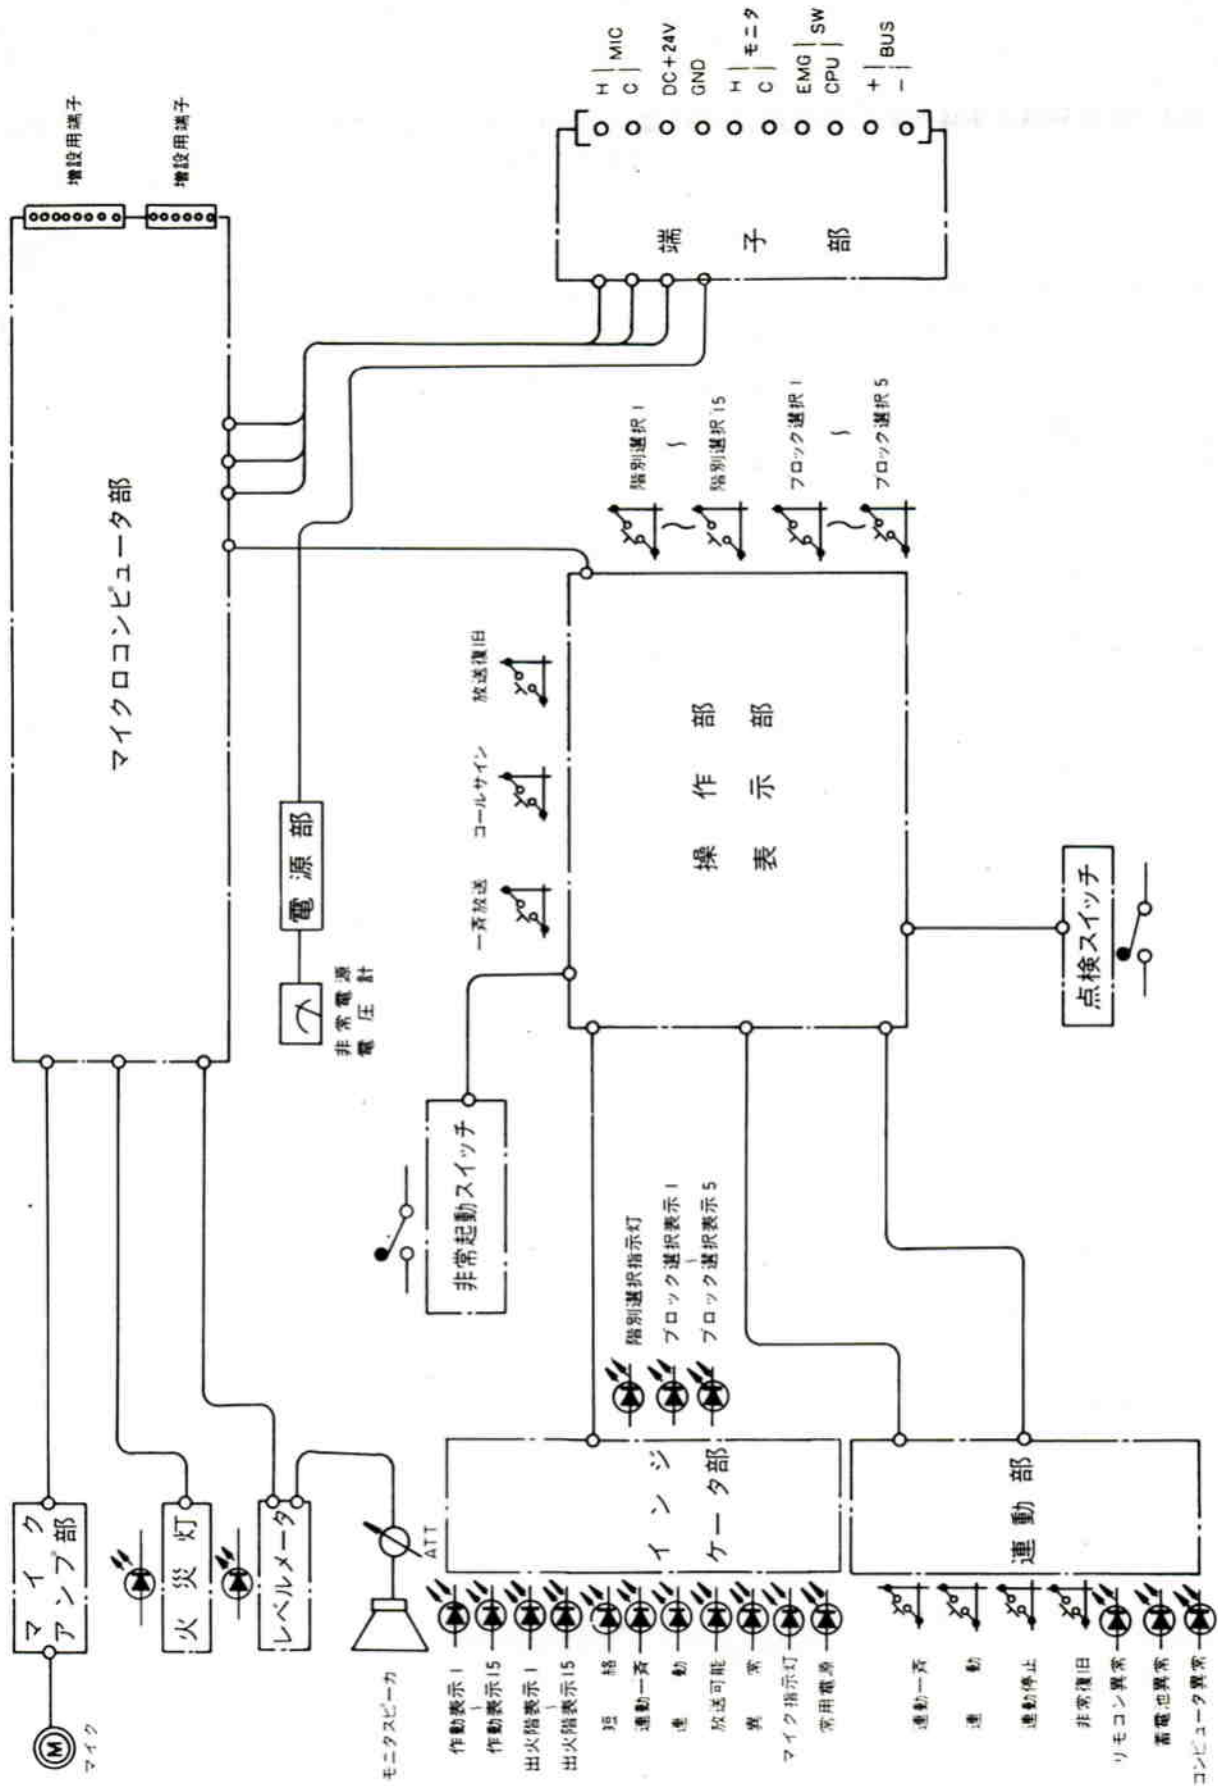 マイク
マイク
アンプ部
火災灯
レベルメータ
モニタスピーカ
ATT
マイクロコンピュータ部
増設用端子
増設用端子
非常電源
電圧計
電源部
非常起動スイッチ
一斉放送
コールサイン
放送復旧
操作部
表示部
階別選択1
〜
階別選択15
ブロック選択1
〜
ブロック選択5
点検スイッチ
端子部
H
C
MIC
DC+24V
GND
H
C
モニタ
EMG
CPU
SW
+
-
BUS
インジ
ケータ部
階別選択指示灯
ブロック選択表示1
〜
ブロック選択表示5
作動表示1
〜
作動表示15
出火階表示1
〜
出火階表示15
短絡
連動一斉
連動
放送可能
異常
マイク指示灯
常用電源
連動部
連動一斉
連動
連動停止
非常復旧
リモコン異常
蓄電池異常
コンピュータ異常